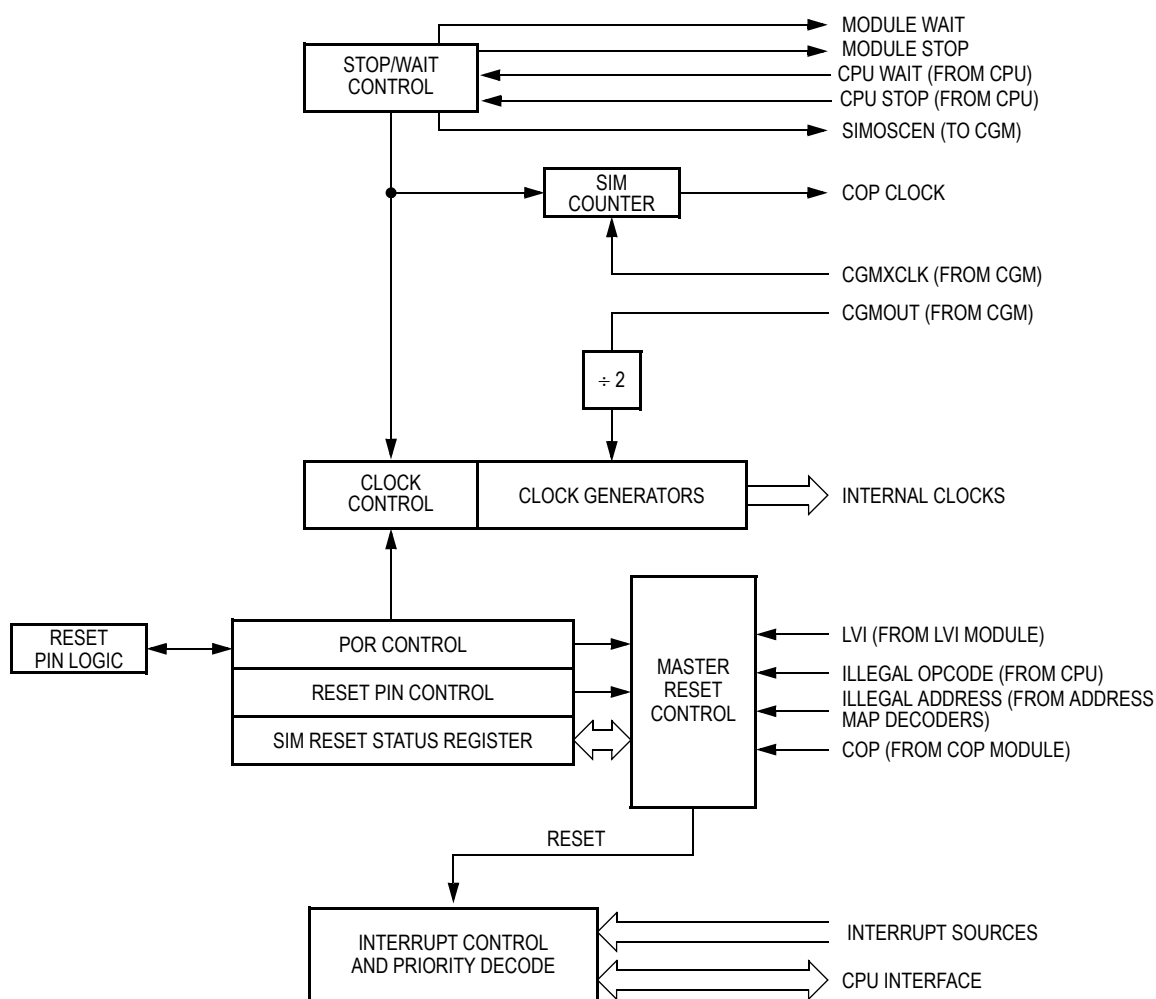 MODULE WAIT
MODULE STOP
STOP/WAIT
CONTROL
CPU WAIT (FROM CPU)
CPU STOP (FROM CPU)
SIMOSCEN (TO CGM)
SIM
COUNTER
COP CLOCK
CGMXCLK (FROM CGM)
CGMOUT (FROM CGM)
÷ 2
CLOCK
CONTROL
CLOCK GENERATORS
INTERNAL CLOCKS
RESET
PIN LOGIC
POR CONTROL
RESET PIN CONTROL
SIM RESET STATUS REGISTER
MASTER
RESET
CONTROL
LVI (FROM LVI MODULE)
ILLEGAL OPCODE (FROM CPU)
ILLEGAL ADDRESS (FROM ADDRESS
MAP DECODERS)
COP (FROM COP MODULE)
RESET
INTERRUPT CONTROL
AND PRIORITY DECODE
INTERRUPT SOURCES
CPU INTERFACE